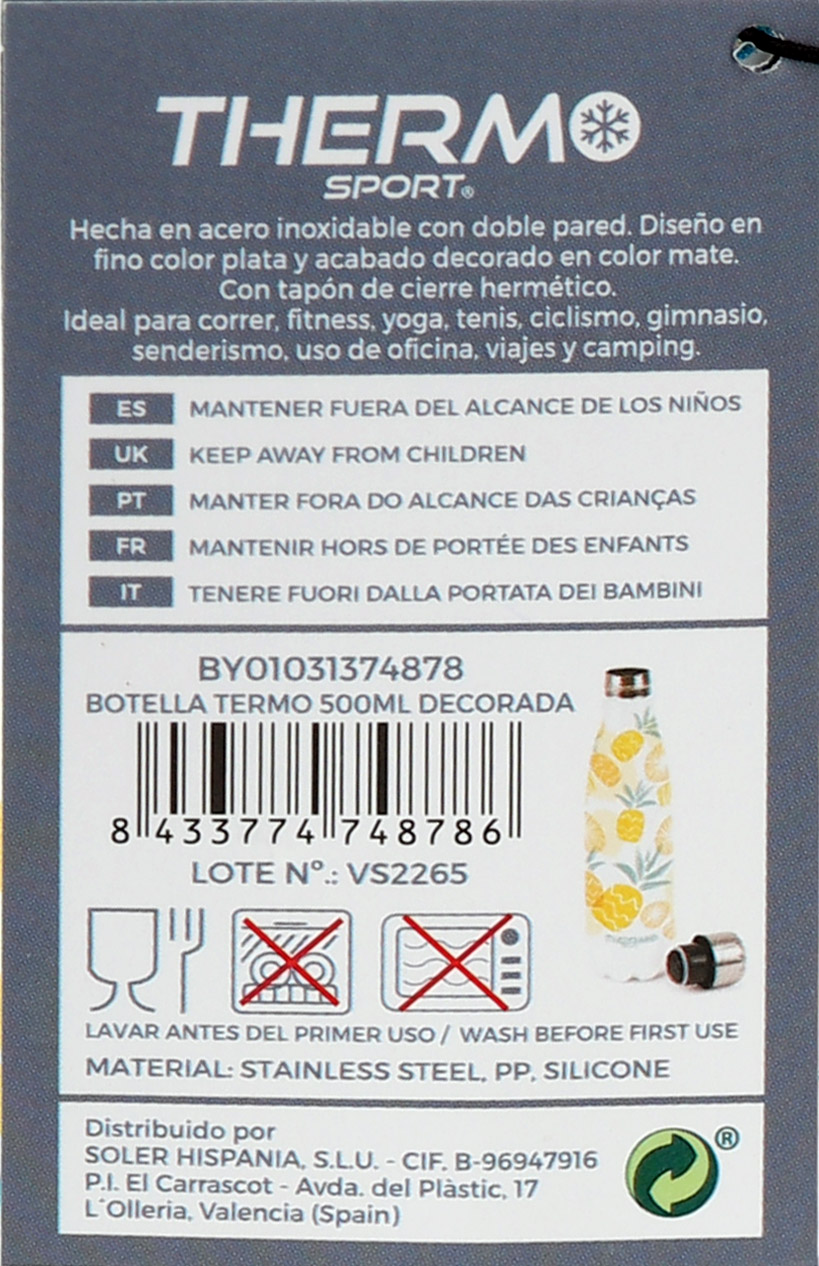 THERMO
SPORT®
Hecha en acero inoxidable con doble pared. Diseño en
fino color plata y acabado decorado en color mate.
Con tapón de cierre hermético.
Ideal para correr, fitness, yoga, tenis, ciclismo, gimnasio,
senderismo, uso de oficina, viajes y camping.
ES MANTENER FUERA DEL ALCANCE DE LOS NIÑOS
UK KEEP AWAY FROM CHILDREN
PT MANTER FORA DO ALCANCE DAS CRIANÇAS
FR MANTENIR HORS DE PORTÉE DES ENFANTS
IT TENERE FUORI DALLA PORTATA DEI BAMBINI
BY01031374878
BOTELLA TERMO 500ML DECORADA
8 433774 748786
LOTE Nº.: VS2265
LAVAR ANTES DEL PRIMER USO / WASH BEFORE FIRST USE
MATERIAL: STAINLESS STEEL, PP, SILICONE
Distribuido por
SOLER HISPANIA, S.L.U. - CIF. B-96947916
P.I. El Carrascot - Avda. del Plàstic, 17
L´Olleria, Valencia (Spain)
®